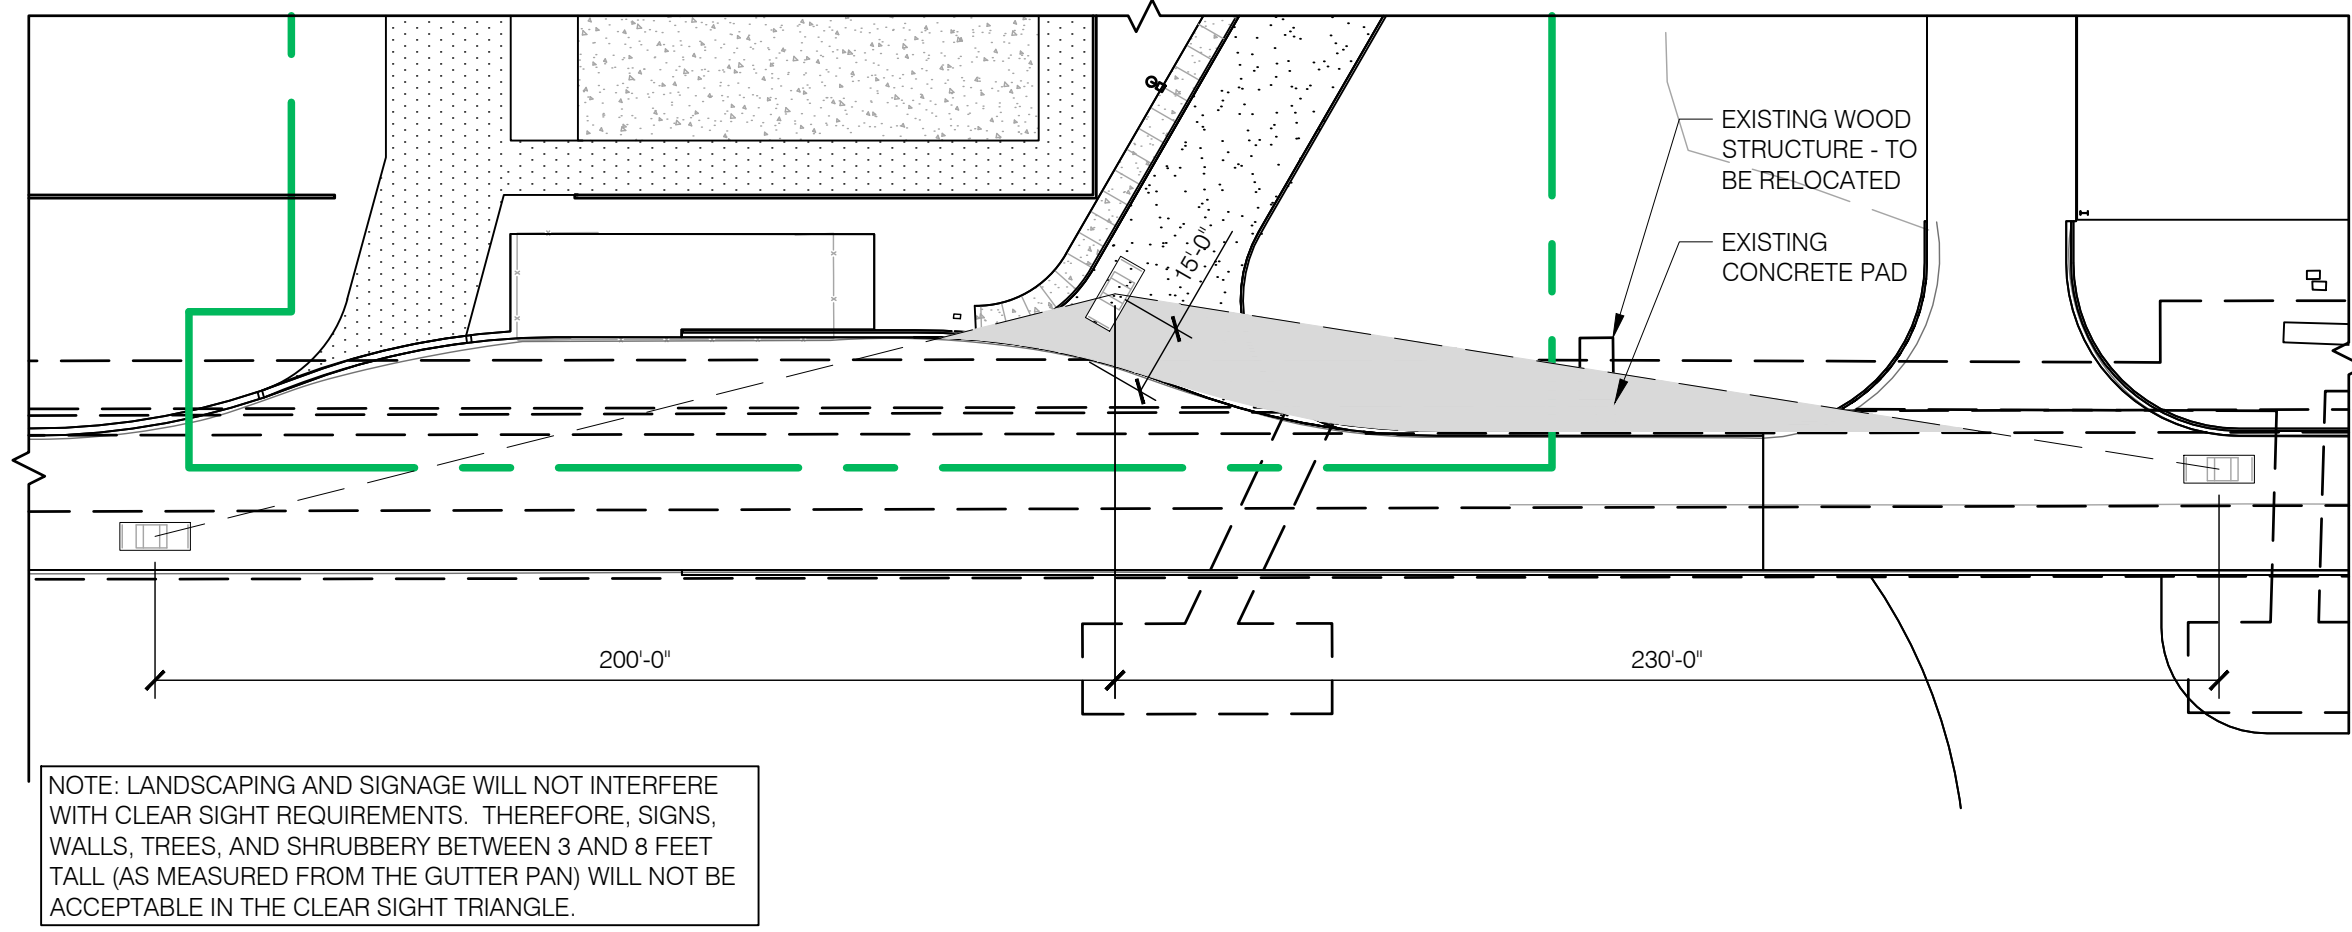 EXISTING WOOD
STRUCTURE - TO
BE RELOCATED
15'-0"
EXISTING
CONCRETE PAD
200'-0"
230'-0"
NOTE: LANDSCAPING AND SIGNAGE WILL NOT INTERFERE
WITH CLEAR SIGHT REQUIREMENTS. THEREFORE, SIGNS,
WALLS, TREES, AND SHRUBBERY BETWEEN 3 AND 8 FEET
TALL (AS MEASURED FROM THE GUTTER PAN) WILL NOT BE
ACCEPTABLE IN THE CLEAR SIGHT TRIANGLE.